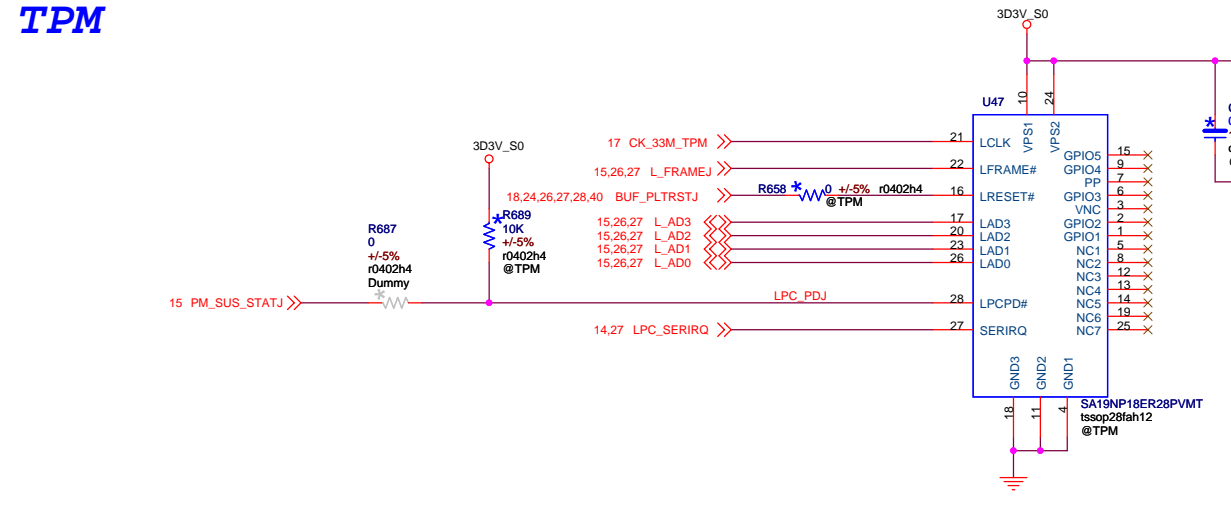 TPM
3D3V_S0
U47
10
24
VPS1
VPS2
17 CK_33M_TPM
21
LCLK
15,26,27 L_FRAMEJ
22
LFRAME#
18,24,26,27,28,40 BUF_PLTRSTJ
R658 0 +/-5% r0402h4
@TPM
16
LRESET#
15,26,27 L_AD3
17
LAD3
15,26,27 L_AD2
20
LAD2
15,26,27 L_AD1
23
LAD1
15,26,27 L_AD0
26
LAD0
3D3V_S0
R689
10K
+/-5%
r0402h4
@TPM
R687
0
+/-5%
r0402h4
Dummy
15 PM_SUS_STATJ
LPC_PDJ
28
LPCPD#
14,27 LPC_SERIRQ
27
SERIRQ
GPIO5 15
GPIO4 9
PP 7
GPIO3 6
VNC 3
GPIO2 2
GPIO1 1
NC1 5
NC2 8
NC3 12
NC4 13
NC5 14
NC6 19
NC7 25
GND3
GND2
GND1
18
11
4
SA19NP18ER28PVMT
tssop28fah12
@TPM